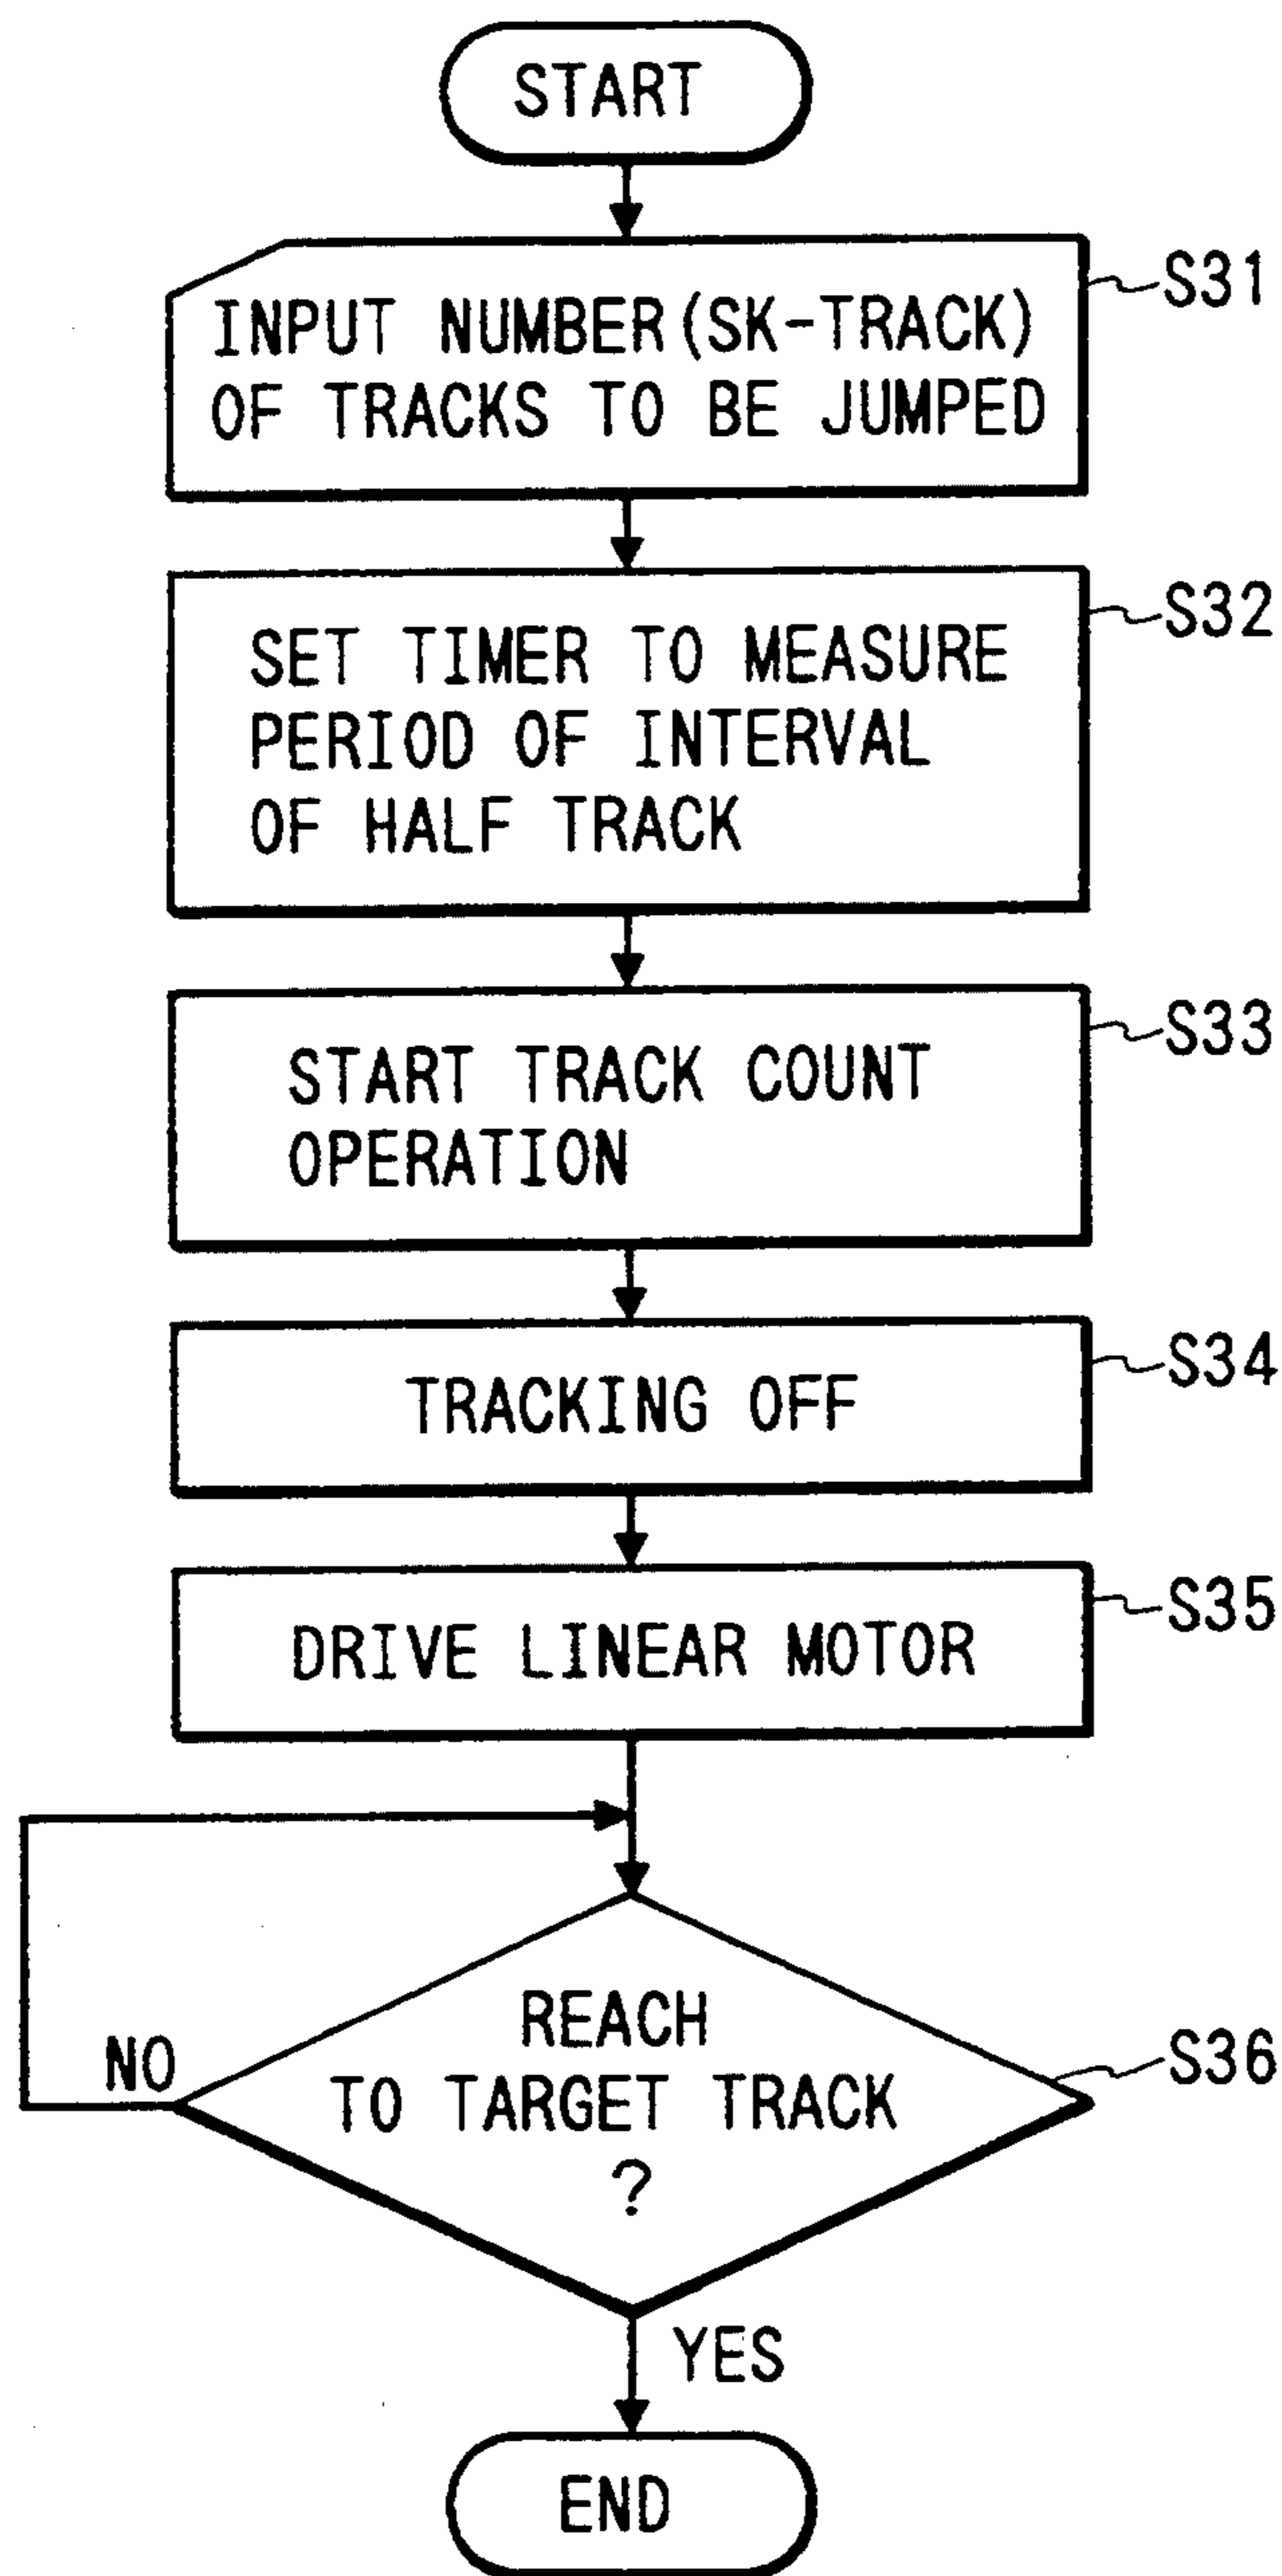 START
INPUT NUMBER(SK-TRACK)
OF TRACKS TO BE JUMPED
S31
SET TIMER TO MEASURE
PERIOD OF INTERVAL
OF HALF TRACK
S32
START TRACK COUNT
OPERATION
S33
TRACKING OFF
S34
DRIVE LINEAR MOTOR
S35
REACH
TO TARGET TRACK
?
S36
NO
YES
END